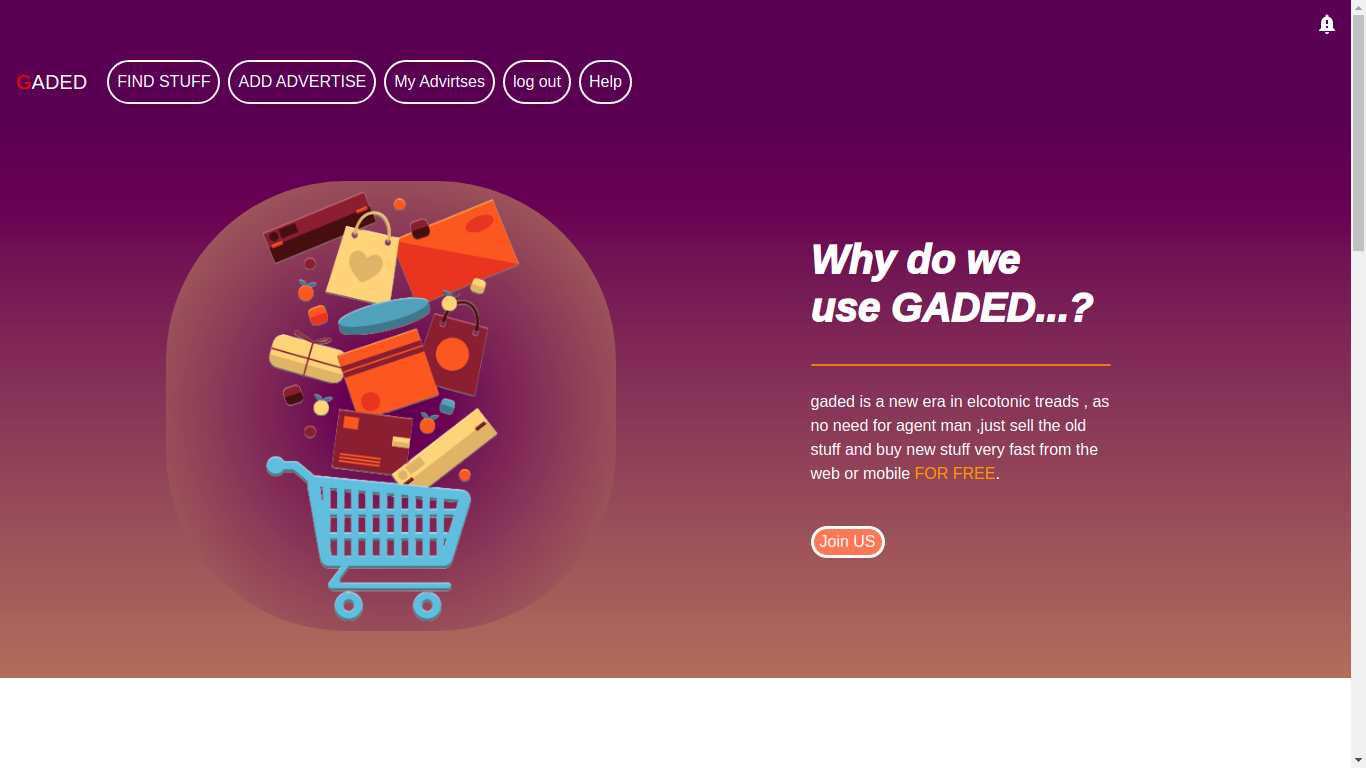 GADED FIND STUFF ADD ADVERTISE My Advirtses log out Help
Why do we
use GADED...?
gaded is a new era in elcotonic treads , as
no need for agent man ,just sell the old
stuff and buy new stuff very fast from the
web or mobile FOR FREE.
Join US